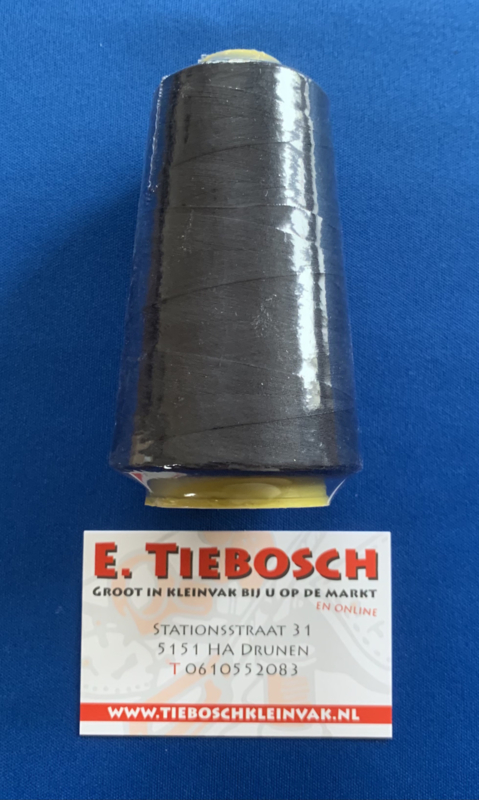 E. TIEBOSCH
GROOT IN KLEINVAK BIJ U OP DE MARKT
EN ONLINE
STATIONSSTRAAT 31
5151 HA DRUNEN
T 0610552083
WWW.TIEBOSCHKLEINVAK.NL